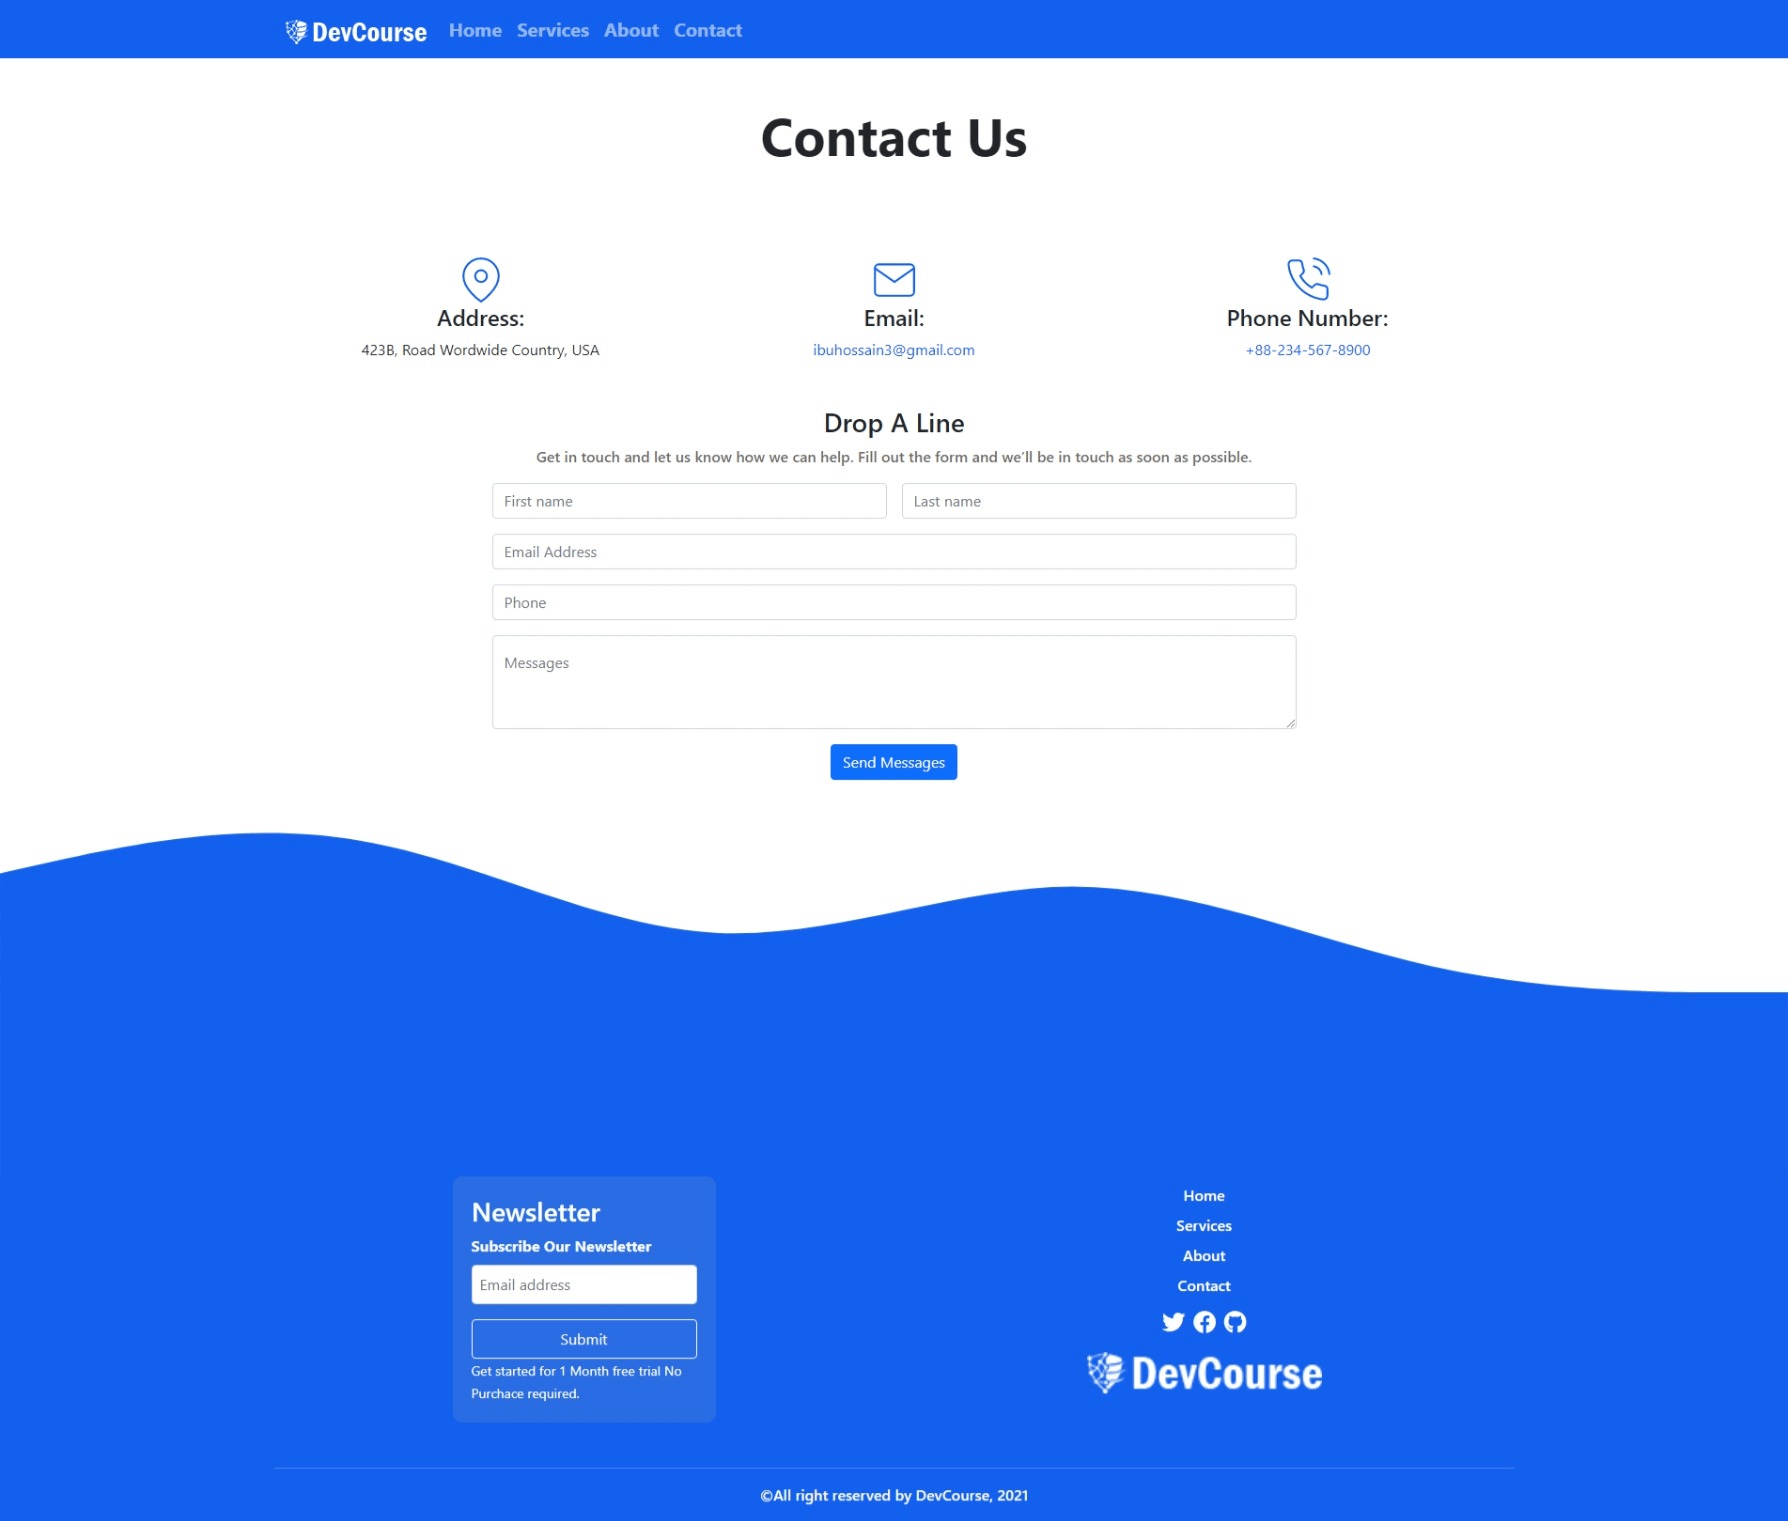 DevCourse Home Services About Contact
Contact Us
Address:
423B, Road Wordwide Country, USA
Email:
ibuhossain3@gmail.com
Phone Number:
+88-234-567-8900
Drop A Line
Get in touch and let us know how we can help. Fill out the form and we'll be in touch as soon as possible.
First name
Last name
Email Address
Phone
Messages
Send Messages
Newsletter
Subscribe Our Newsletter
Email address
Submit
Get started for 1 Month free trial No
Purchace required.
Home
Services
About
Contact
DevCourse
©All right reserved by DevCourse, 2021